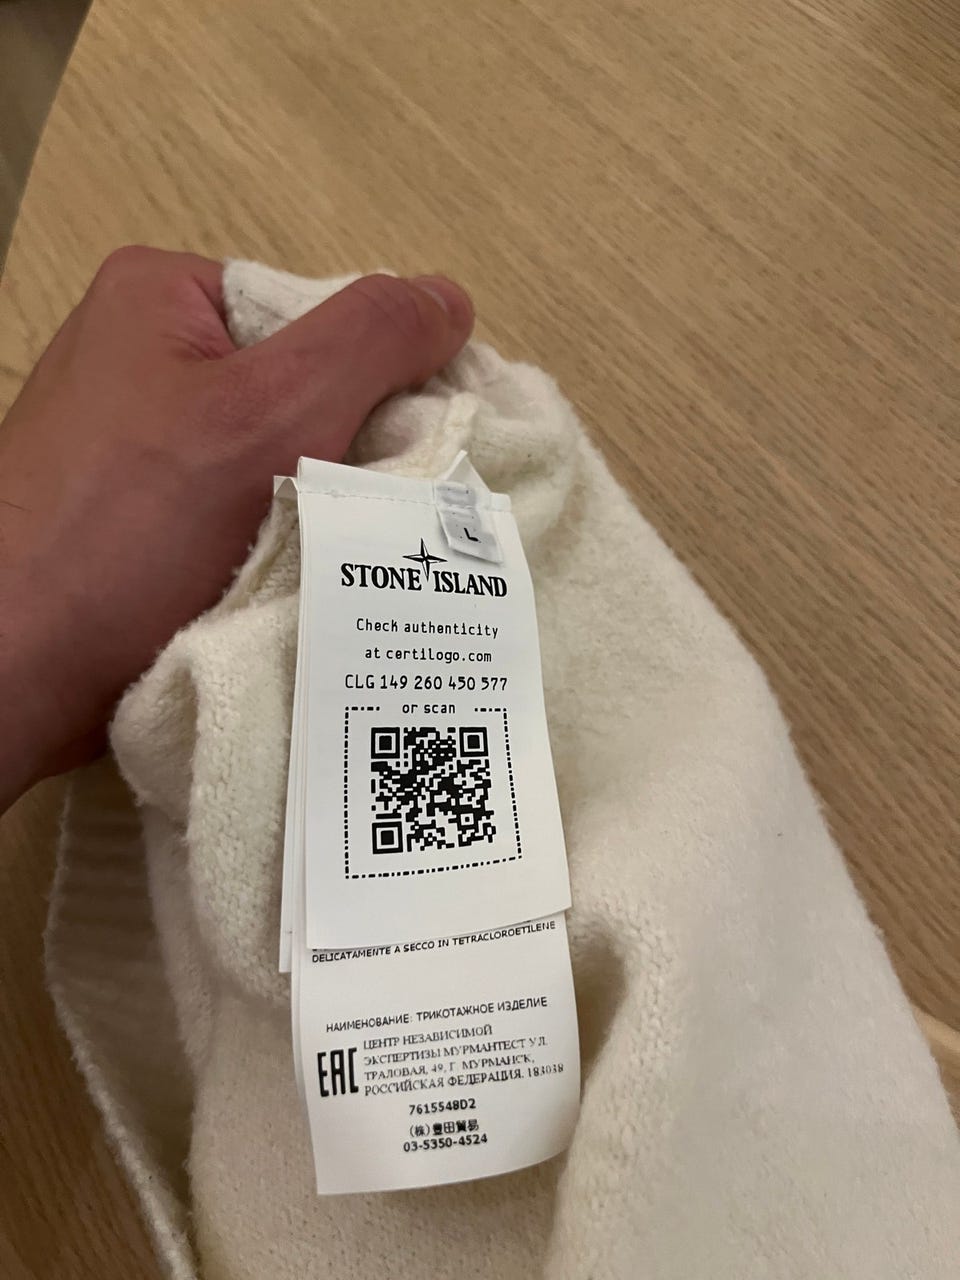 L
STONE ISLAND
Check authenticity
at certilogo.com
CLG 149 260 450 577
or scan
DELICATAMENTE A SECCO IN TETRACLOROETILENE
НАИМЕНОВАНИЕ: ТРИКОТАЖНОЕ ИЗДЕЛИЕ
EAC
ЦЕНТР НЕЗАВИСИМОЙ
ЭКСПЕРТИЗЫ МУРМАНТЕСТ УЛ.
ТРАЛОВАЯ, 49, Г. МУРМАНСК,
РОССИЙСКАЯ ФЕДЕРАЦИЯ, 183038
7615548D2
(株)豊田貿易
03-5350-4524